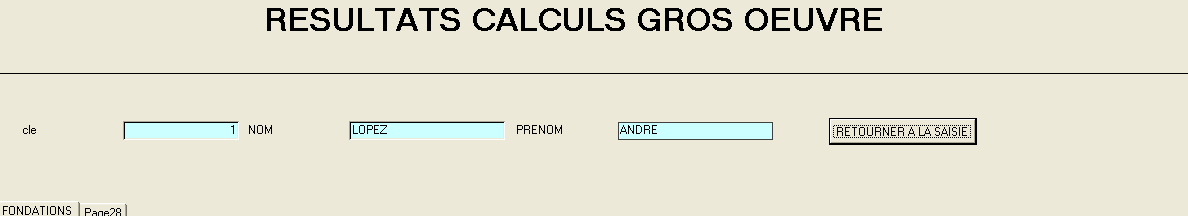 RESULTATS CALCULS GROS OEUVRE
cle 1 NOM LOPEZ PRENOM ANDRE RETOURNER A LA SAISIE
FONDATIONS Page28